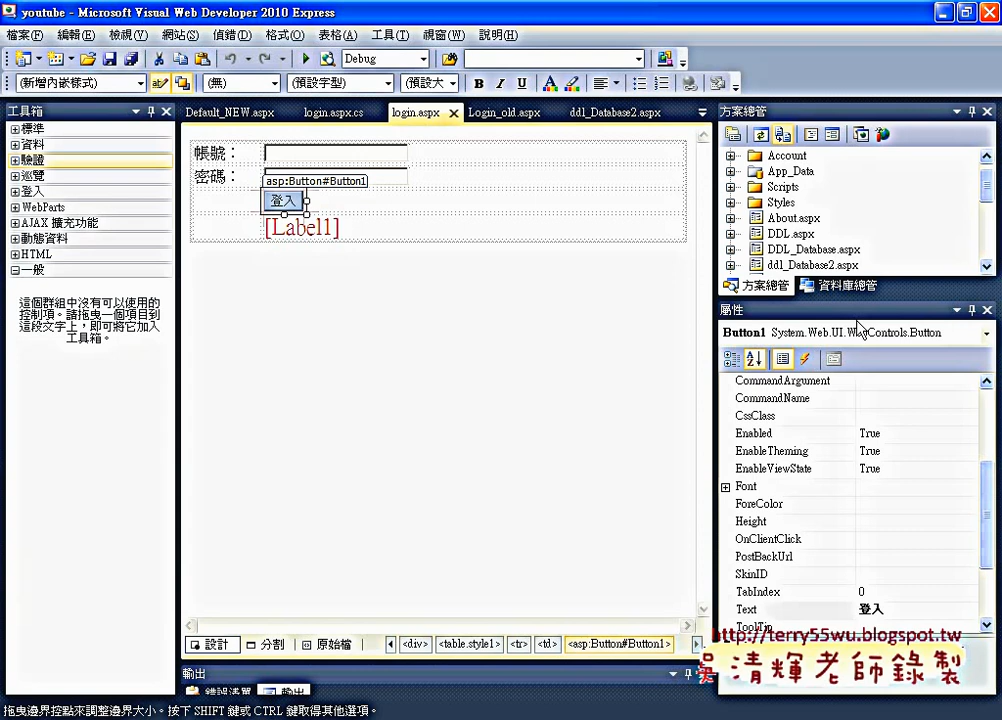 youtube - Microsoft Visual Web Developer 2010 Express
檔案(F) 編輯(E) 檢視(V) 網站(S) 偵錯(D) 格式(O) 表格(A) 工具(T) 視窗(W) 說明(H)
Debug
(新增內嵌樣式) (無) (預設字型) (預設大 B I U A
工具箱
標準
資料
驗證
巡覽
登入
WebParts
AJAX 擴充功能
動態資料
HTML
一般
這個群組中沒有可以使用的
控制項。請拖曳一個項目到
這段文字上，即可將它加入
工具箱。
Default_NEW.aspx login.aspx.cs login.aspx Login_old.aspx ddl_Database2.aspx
帳號：
密碼：
asp:Button#Button1
登入
[Label1]
設計 分割 原始檔 <div> <table.style1> <tr> <td> <asp:Button#Button1>
輸出
錯誤清單 輸出
方案總管
Account
App_Data
Scripts
Styles
About.aspx
DDL.aspx
DDL_Database.aspx
ddl_Database2.aspx
方案總管 資料庫總管
屬性
Button1 System.Web.UI.WebControls.Button
CommandArgument
CommandName
CssClass
Enabled True
EnableTheming True
EnableViewState True
Font
ForeColor
Height
OnClientClick
PostBackUrl
SkinID
TabIndex 0
Text 登入
ToolTip
http://terry55wu.blogspot.tw
吳清輝老師錄製
拖曳邊界控點來調整邊界大小。按下 SHIFT 鍵或 CTRL 鍵取得其他選項。